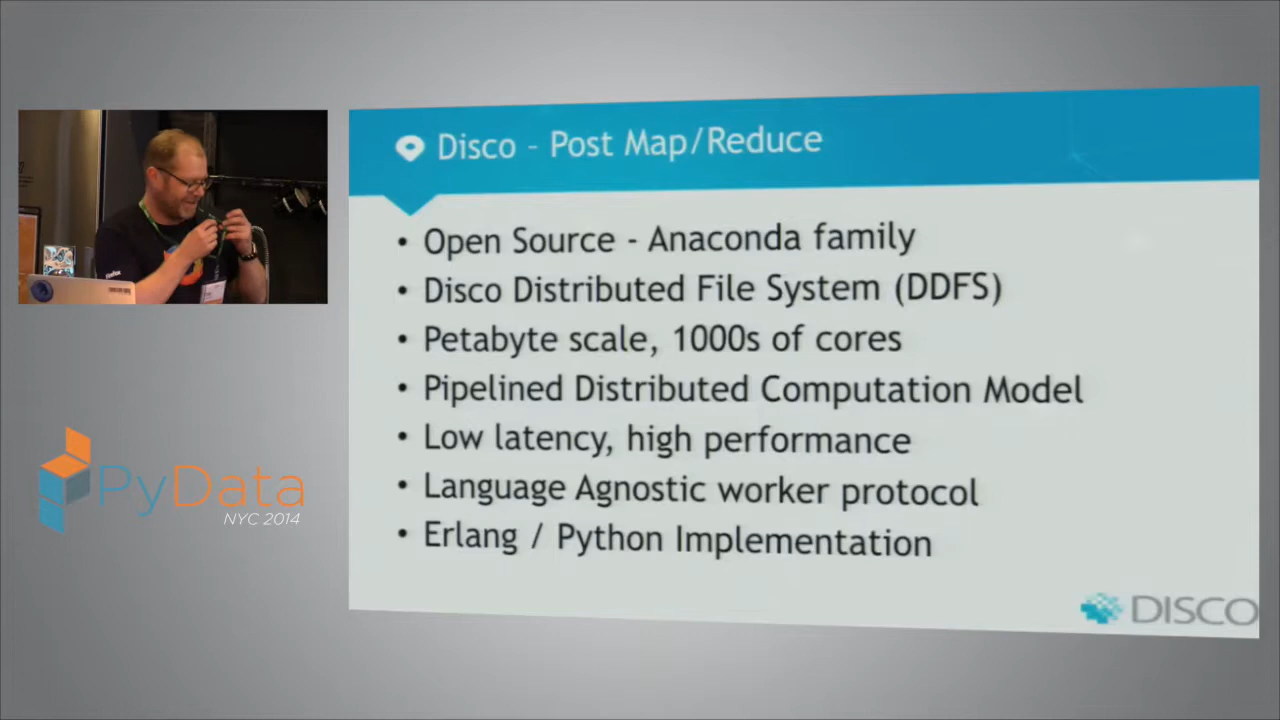 Disco – Post Map/Reduce
• Open Source - Anaconda family
• Disco Distributed File System (DDFS)
• Petabyte scale, 1000s of cores
• Pipelined Distributed Computation Model
• Low latency, high performance
• Language Agnostic worker protocol
• Erlang / Python Implementation
DISCO
PyData
NYC 2014